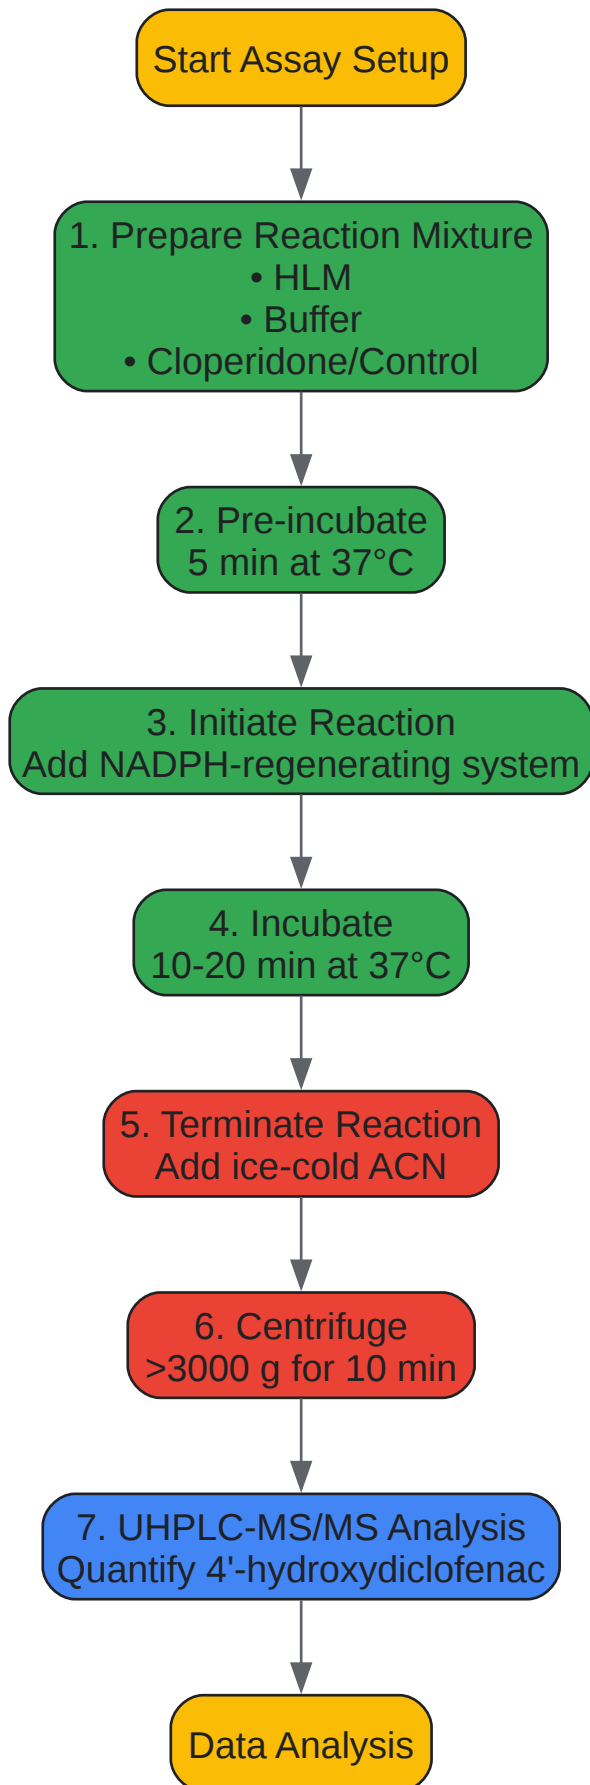 Start Assay Setup
1. Prepare Reaction Mixture
• HLM
• Buffer
• Cloperidone/Control
2. Pre-incubate
5 min at 37°C
3. Initiate Reaction
Add NADPH-regenerating system
4. Incubate
10-20 min at 37°C
5. Terminate Reaction
Add ice-cold ACN
6. Centrifuge
>3000 g for 10 min
7. UHPLC-MS/MS Analysis
Quantify 4'-hydroxydiclofenac
Data Analysis